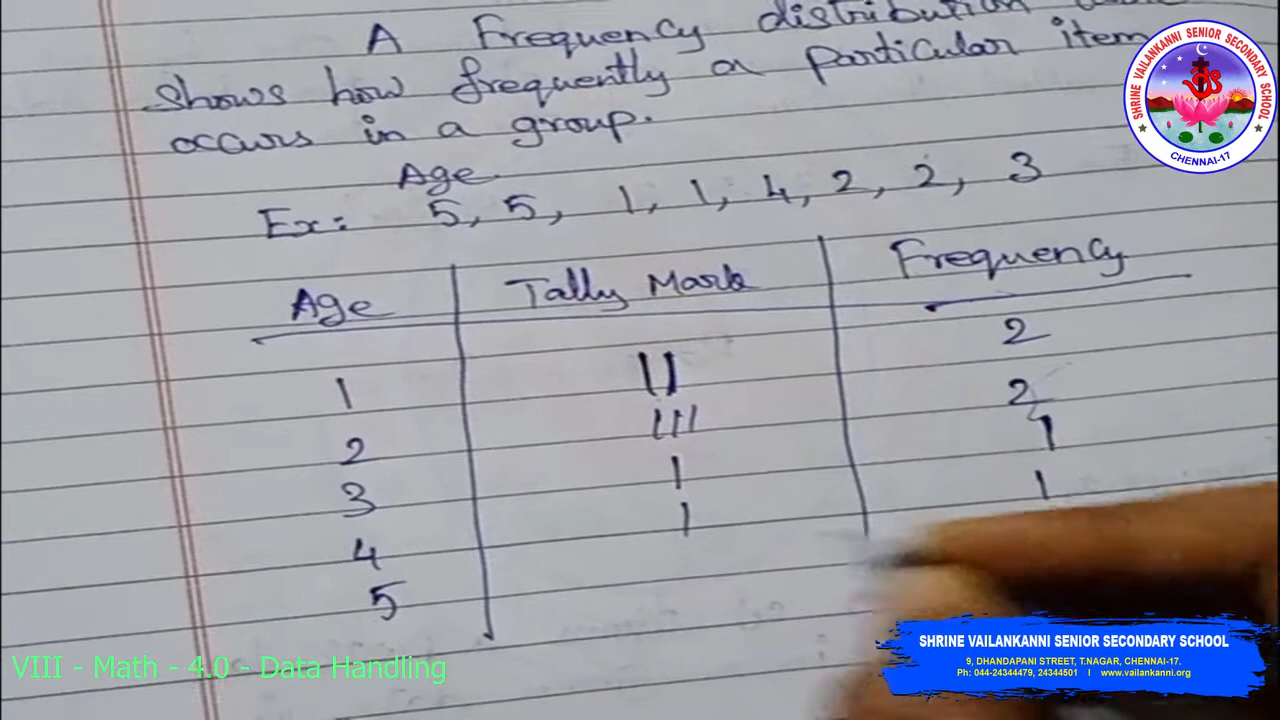 A Frequency distribution
shows how frequently a particular item
occurs in a group.
Age
Ex: 5, 5, 1, 1, 4, 2, 2, 3
Age Tally Mark Frequency
1 || 2
2 ||| 2
3 | 1
4 | 1
5
SHRINE VAILANKANNI SENIOR SECONDARY SCHOOL
CHENNAI-17
VIII - Math - 4.0 - Data Handling
SHRINE VAILANKANNI SENIOR SECONDARY SCHOOL
9, DHANDAPANI STREET, T.NAGAR, CHENNAI-17.
Ph: 044-24344479, 24344501 | www.vailankanni.org